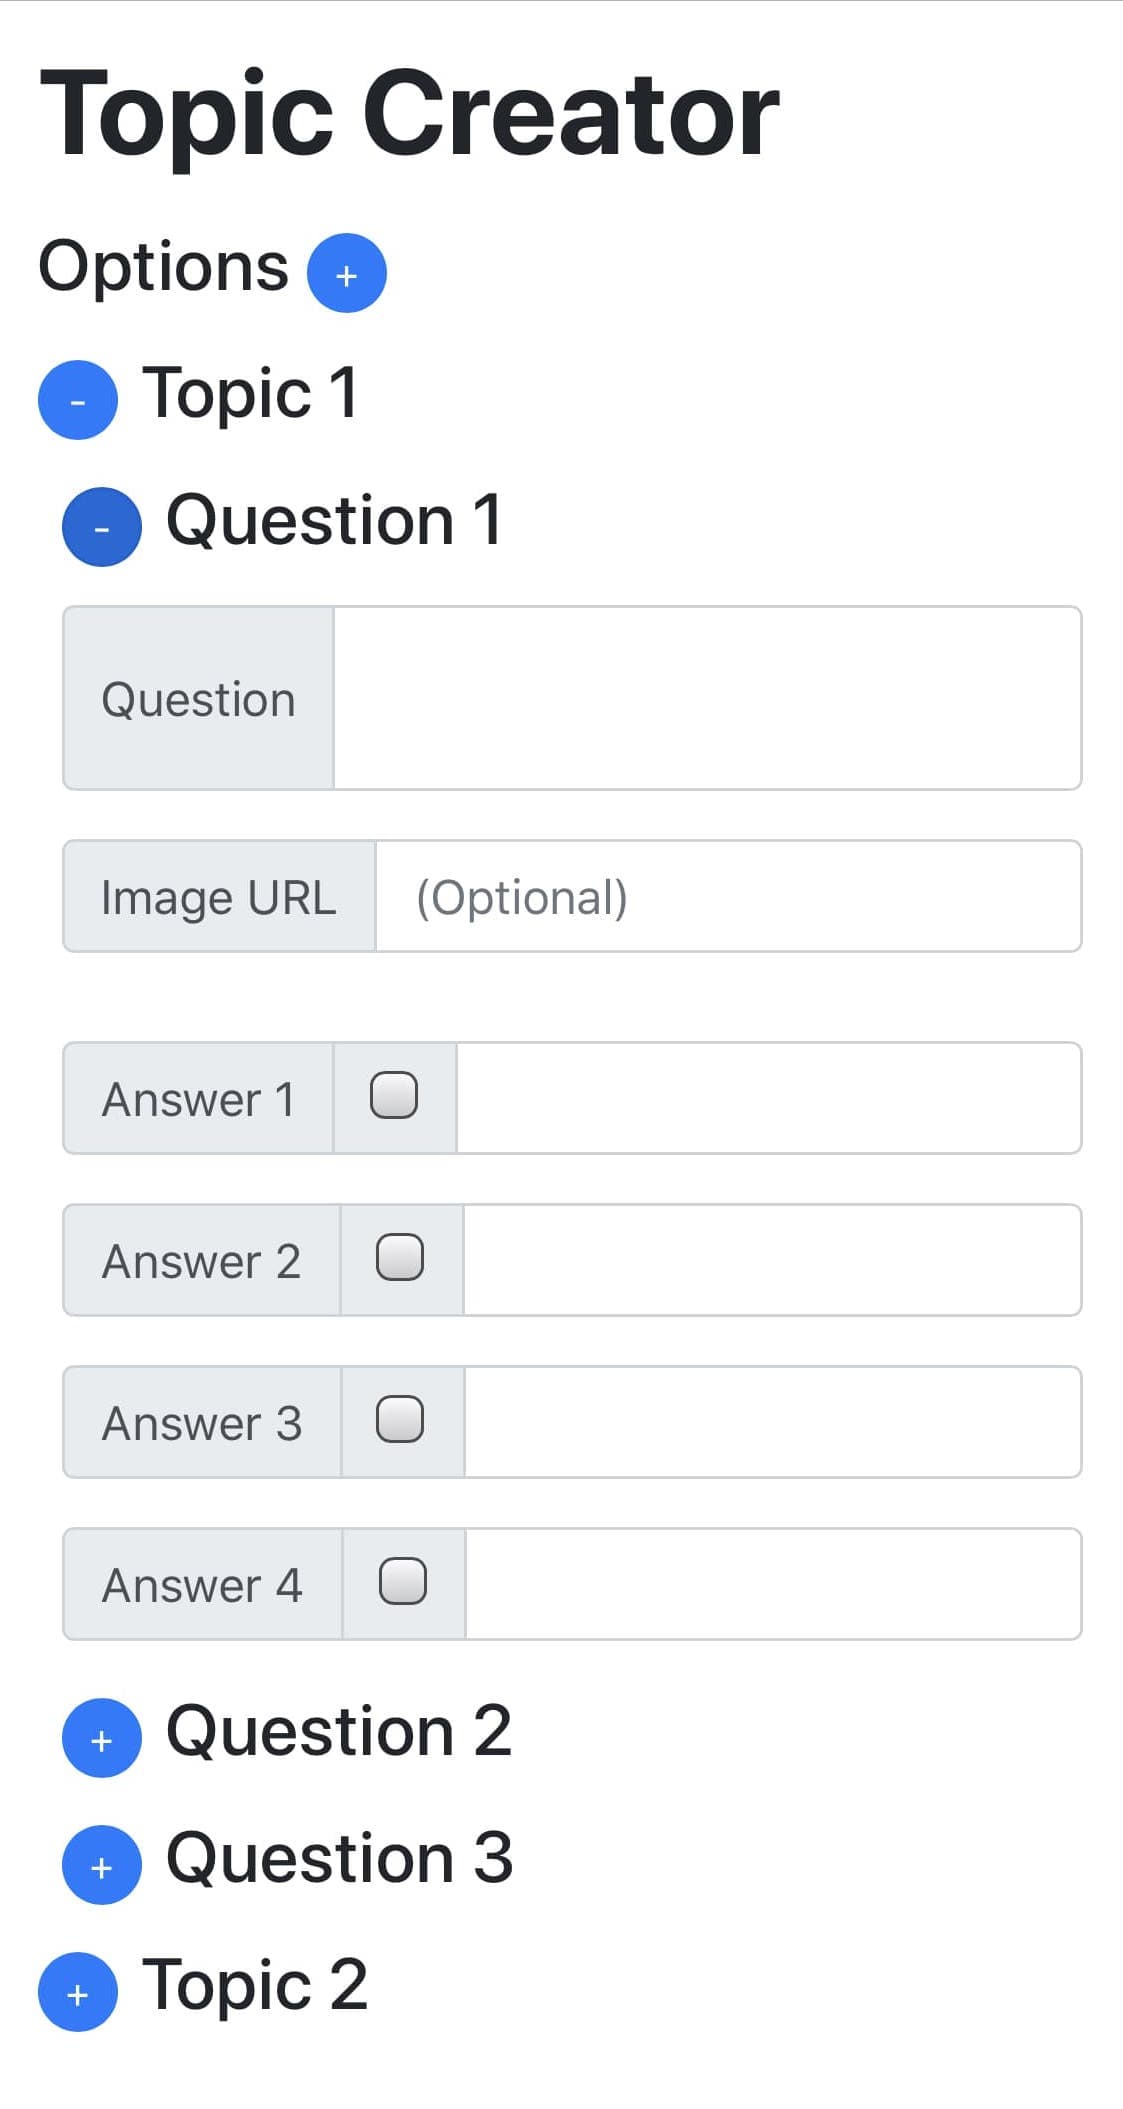 Topic Creator
Options +
- Topic 1
- Question 1
Question
Image URL (Optional)
Answer 1
Answer 2
Answer 3
Answer 4
+ Question 2
+ Question 3
+ Topic 2